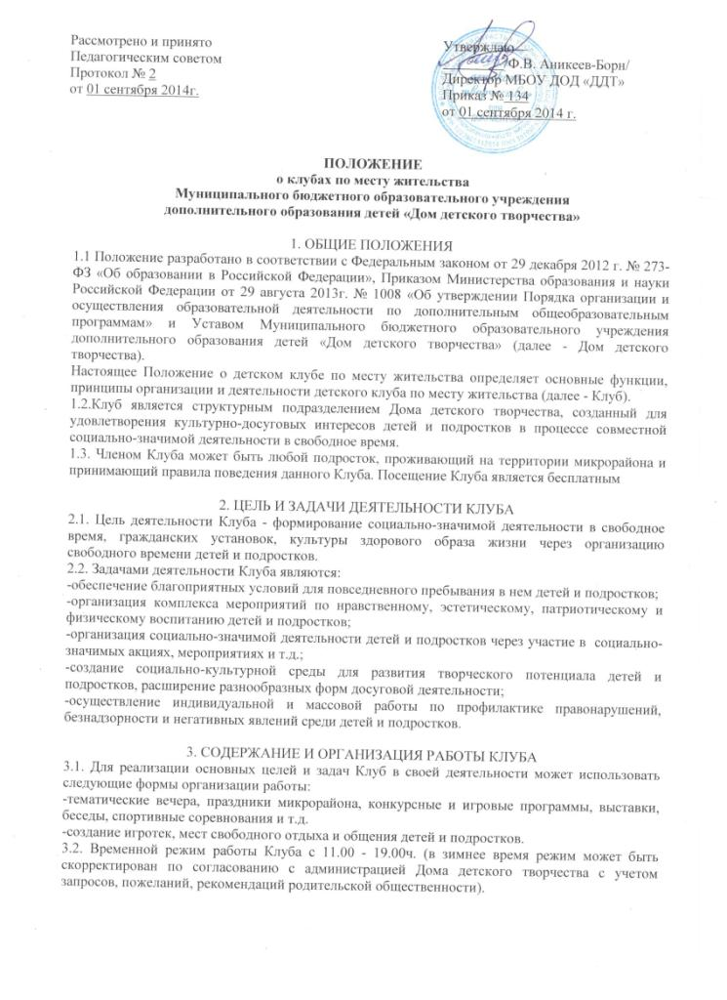 Рассмотрено и принято
Педагогическим советом
Протокол № 2
от 01 сентября 2014г.
Утверждаю
Ф.В. Аникеев-Борн/
Директор МБОУ ДОД «ДДТ»
Приказ № 134
от 01 сентября 2014 г.
ПОЛОЖЕНИЕ
о клубах по месту жительства
Муниципального бюджетного образовательного учреждения
дополнительного образования детей «Дом детского творчества»
1. ОБЩИЕ ПОЛОЖЕНИЯ
1.1 Положение разработано в соответствии с Федеральным законом от 29 декабря 2012 г. № 273-
ФЗ «Об образовании в Российской Федерации», Приказом Министерства образования и науки
Российской Федерации от 29 августа 2013г. № 1008 «Об утверждении Порядка организации и
осуществления образовательной деятельности по дополнительным общеобразовательным
программам» и Уставом Муниципального бюджетного образовательного учреждения
дополнительного образования детей «Дом детского творчества» (далее - Дом детского
творчества).
Настоящее Положение о детском клубе по месту жительства определяет основные функции,
принципы организации и деятельности детского клуба по месту жительства (далее - Клуб).
1.2.Клуб является структурным подразделением Дома детского творчества, созданный для
удовлетворения культурно-досуговых интересов детей и подростков в процессе совместной
социально-значимой деятельности в свободное время.
1.3. Членом Клуба может быть любой подросток, проживающий на территории микрорайона и
принимающий правила поведения данного Клуба. Посещение Клуба является бесплатным
2. ЦЕЛЬ И ЗАДАЧИ ДЕЯТЕЛЬНОСТИ КЛУБА
2.1. Цель деятельности Клуба - формирование социально-значимой деятельности в свободное
время, гражданских установок, культуры здорового образа жизни через организацию
свободного времени детей и подростков.
2.2. Задачами деятельности Клуба являются:
-обеспечение благоприятных условий для повседневного пребывания в нем детей и подростков;
-организация комплекса мероприятий по нравственному, эстетическому, патриотическому и
физическому воспитанию детей и подростков;
-организация социально-значимой деятельности детей и подростков через участие в социально-
значимых акциях, мероприятиях и т.д.;
-создание социально-культурной среды для развития творческого потенциала детей и
подростков, расширение разнообразных форм досуговой деятельности;
-осуществление индивидуальной и массовой работы по профилактике правонарушений,
безнадзорности и негативных явлений среди детей и подростков.
3. СОДЕРЖАНИЕ И ОРГАНИЗАЦИЯ РАБОТЫ КЛУБА
3.1. Для реализации основных целей и задач Клуб в своей деятельности может использовать
следующие формы организации работы:
-тематические вечера, праздники микрорайона, конкурсные и игровые программы, выставки,
беседы, спортивные соревнования и т.д.
-создание игротек, мест свободного отдыха и общения детей и подростков.
3.2. Временной режим работы Клуба с 11.00 - 19.00ч. (в зимнее время режим может быть
скорректирован по согласованию с администрацией Дома детского творчества с учетом
запросов, пожеланий, рекомендаций родительской общественности).